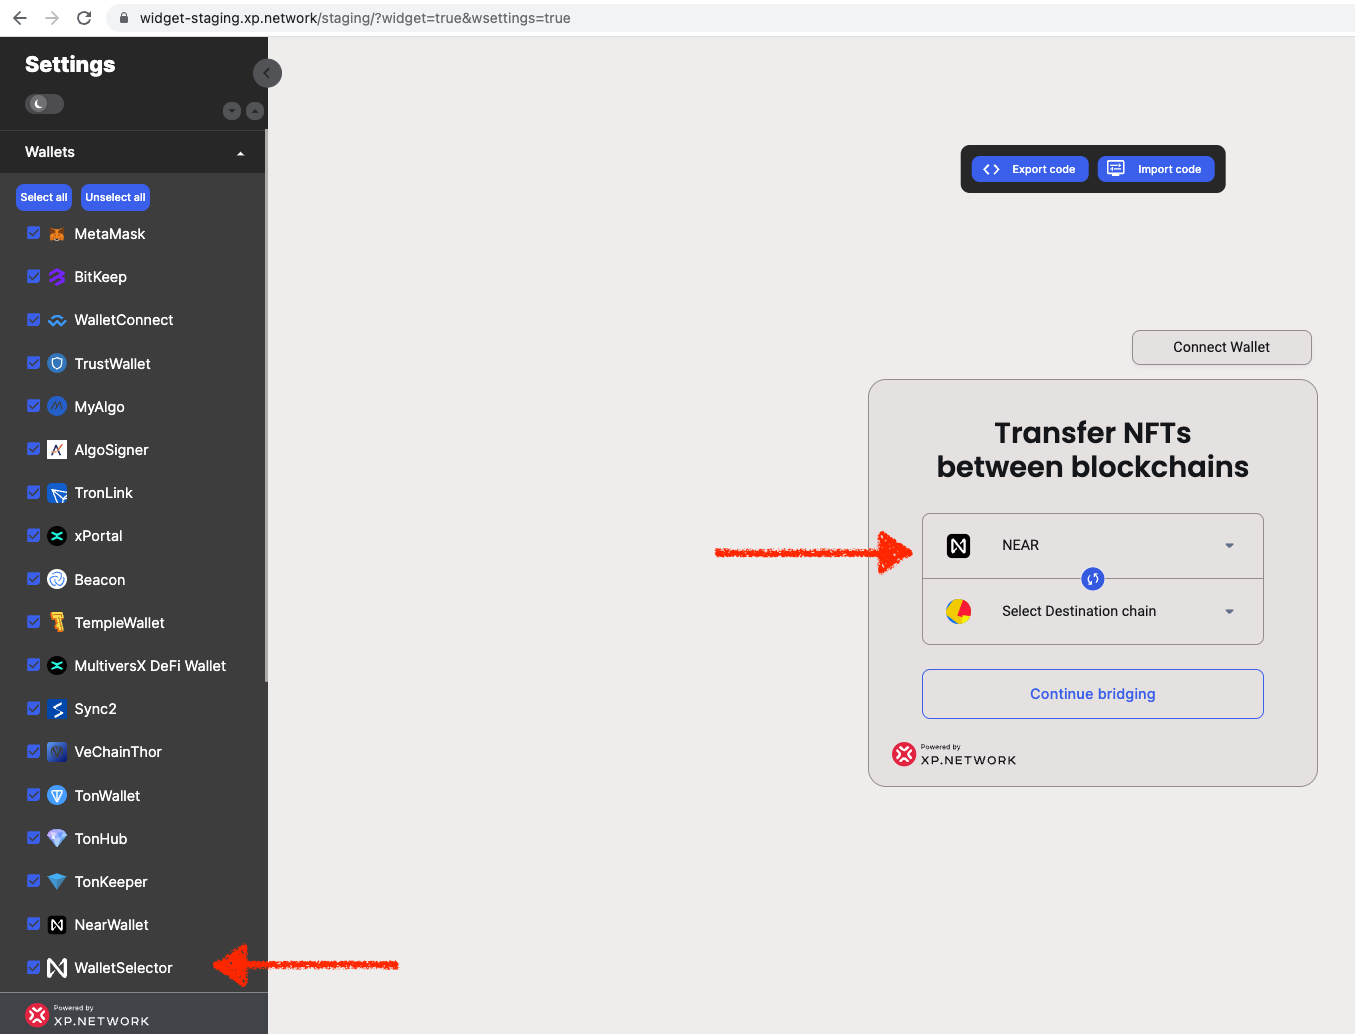 widget-staging.xp.network/staging/?widget=true&wsettings=true
Settings
Wallets
Select all
Unselect all
MetaMask
BitKeep
WalletConnect
TrustWallet
MyAlgo
AlgoSigner
TronLink
xPortal
Beacon
TempleWallet
MultiversX DeFi Wallet
Sync2
VeChainThor
TonWallet
TonHub
TonKeeper
NearWallet
WalletSelector
Powered by
XP.NETWORK
Export code
Import code
Connect Wallet
Transfer NFTs
between blockchains
NEAR
Select Destination chain
Continue bridging
Powered by
XP.NETWORK